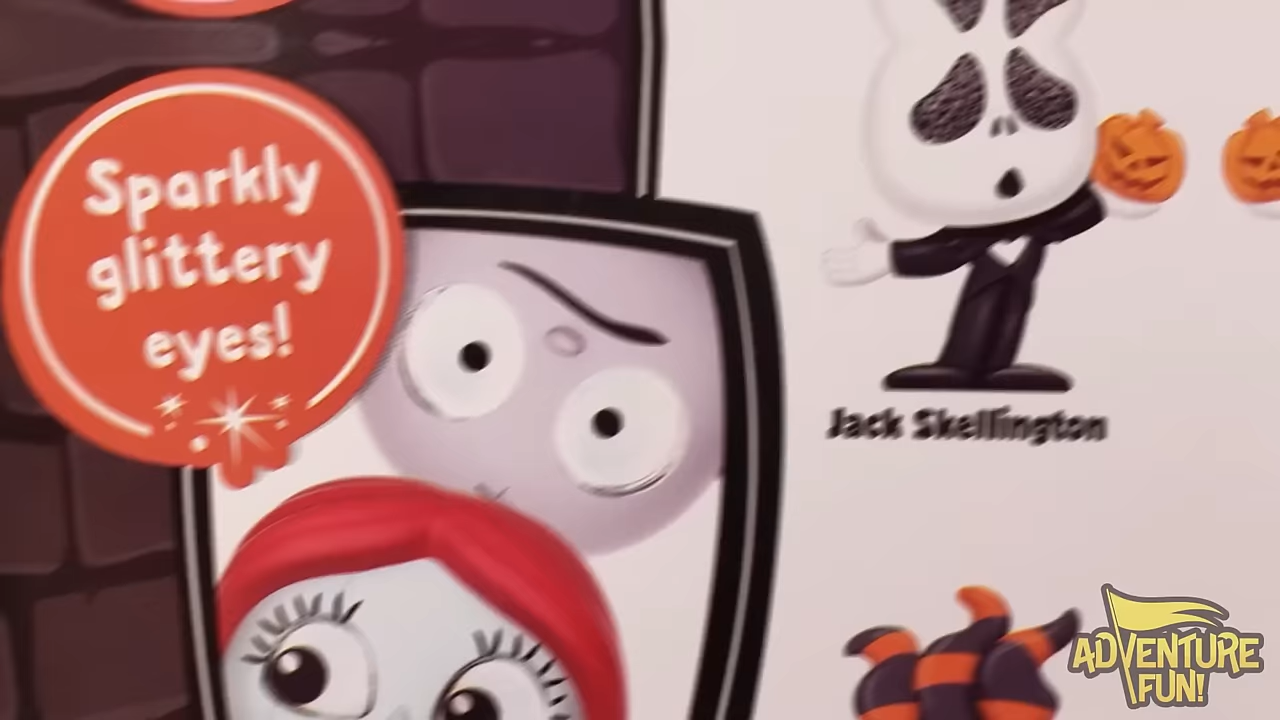 Sparkly
glittery
eyes!
Jack Skellington
ADVENTURE
FUN!